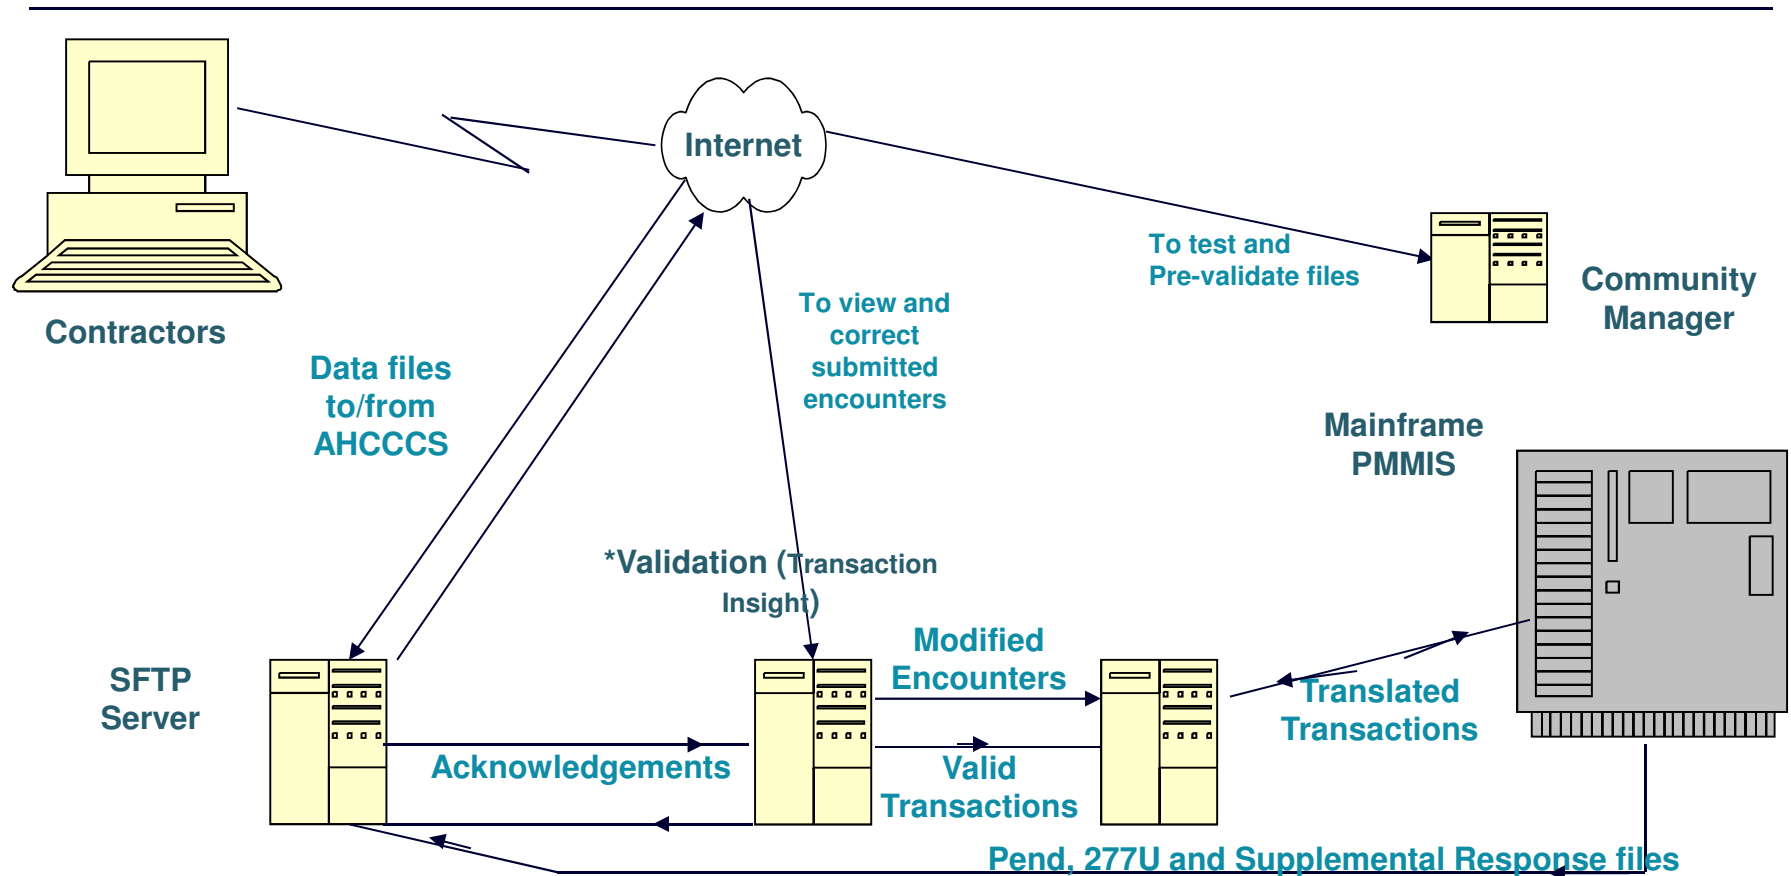 Internet
To test and
Pre-validate files
Community
Manager
Contractors
To view and
correct
submitted
encounters
Data files
to/from
AHCCCS
Mainframe
PMMIS
*Validation (Transaction
Insight)
SFTP
Server
Modified
Encounters
Translated
Transactions
Acknowledgements
Valid
Transactions
Pend, 277U and Supplemental Response files